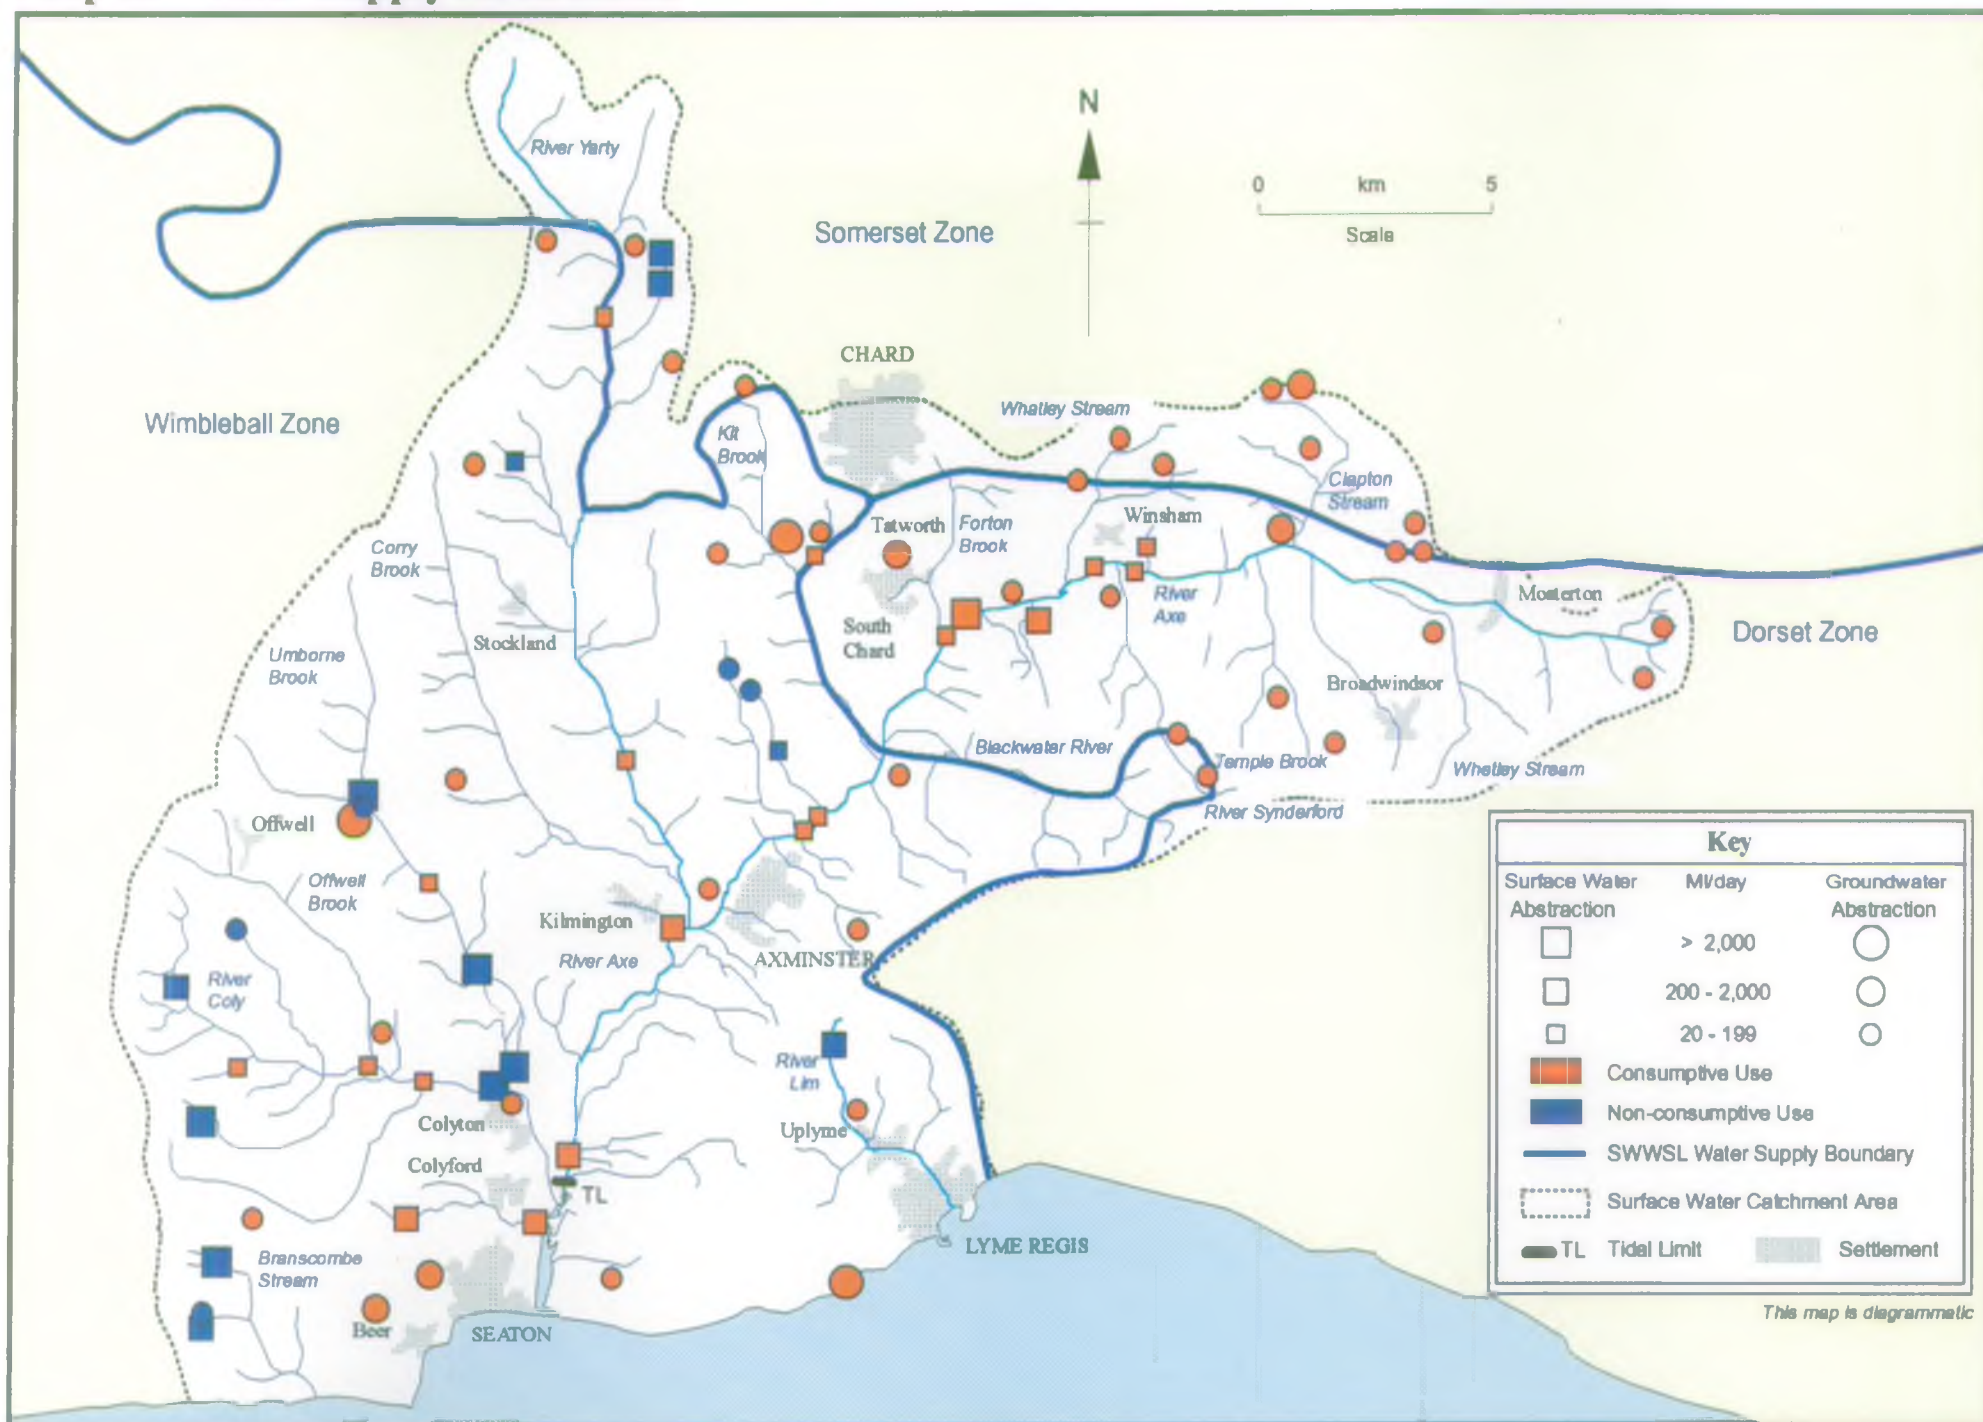 N
River Yarty
0 km 5
Scale
Somerset Zone
CHARD
Wimbleball Zone
Whatley Stream
Kit
Brook
Clapton
Stream
Tatworth
Forton
Brook
Winsham
Corry
Brook
River
Axe
Mosterton
Dorset Zone
South
Chard
Stockland
Umborne
Brook
Broadwindsor
Blackwater River
Temple Brook
Whetley Stream
River Synderford
Offwell
Offwell
Brook
Kilmington
River Axe
AXMINSTER
River
Coly
River
Lim
Uplyme
Colyton
Colyford
TL
LYME REGIS
Branscombe
Stream
Beer
SEATON
Key
Surface Water
Abstraction
Ml/day
Groundwater
Abstraction
> 2,000
200 - 2,000
20 - 199
Consumptive Use
Non-consumptive Use
SWWSL Water Supply Boundary
Surface Water Catchment Area
TL Tidal Limit
Settlement
This map is diagrammatic